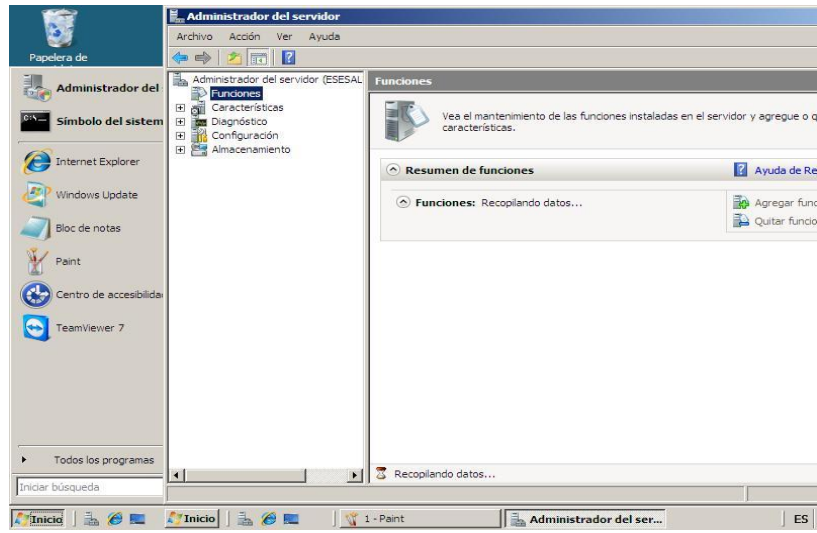 Administrador del servidor
Archivo Acción Ver Ayuda
Papelera de
Administrador del
Símbolo del sistem
Internet Explorer
Windows Update
Bloc de notas
Paint
Centro de accesibilida
TeamViewer 7
Todos los programas
Iniciar búsqueda
Administrador del servidor (ESESAL
Funciones
Características
Diagnóstico
Configuración
Almacenamiento
Funciones
Vea el mantenimiento de las funciones instaladas en el servidor y agregue o q
características.
Resumen de funciones
Ayuda de Re
Funciones: Recopilando datos...
Agregar func
Quitar funcio
Recopilando datos...
Inicio
Inicio
1 - Paint
Administrador del ser...
ES